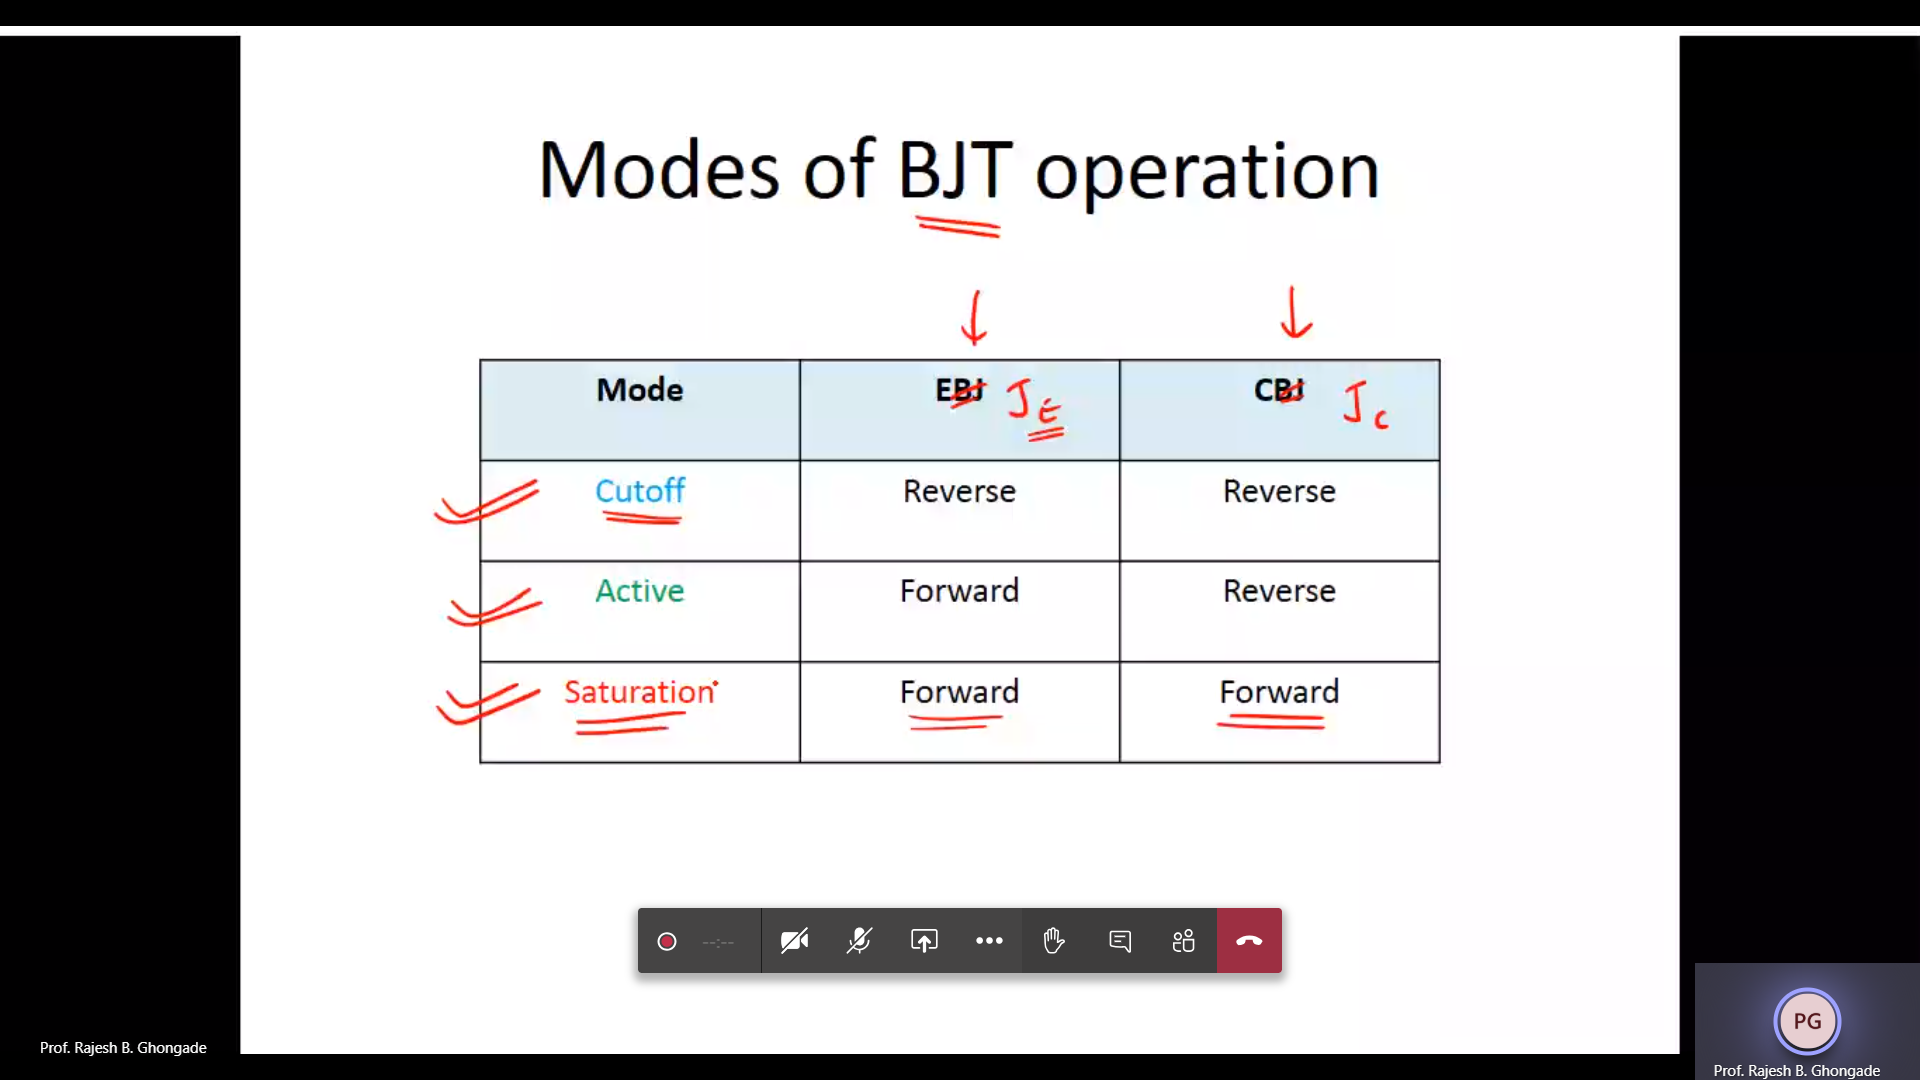 Modes of BJT operation
Mode EBJ J_E CBJ J_C
Cutoff Reverse Reverse
Active Forward Reverse
Saturation Forward Forward
--:--
PG
Prof. Rajesh B. Ghongade
Prof. Rajesh B. Ghongade